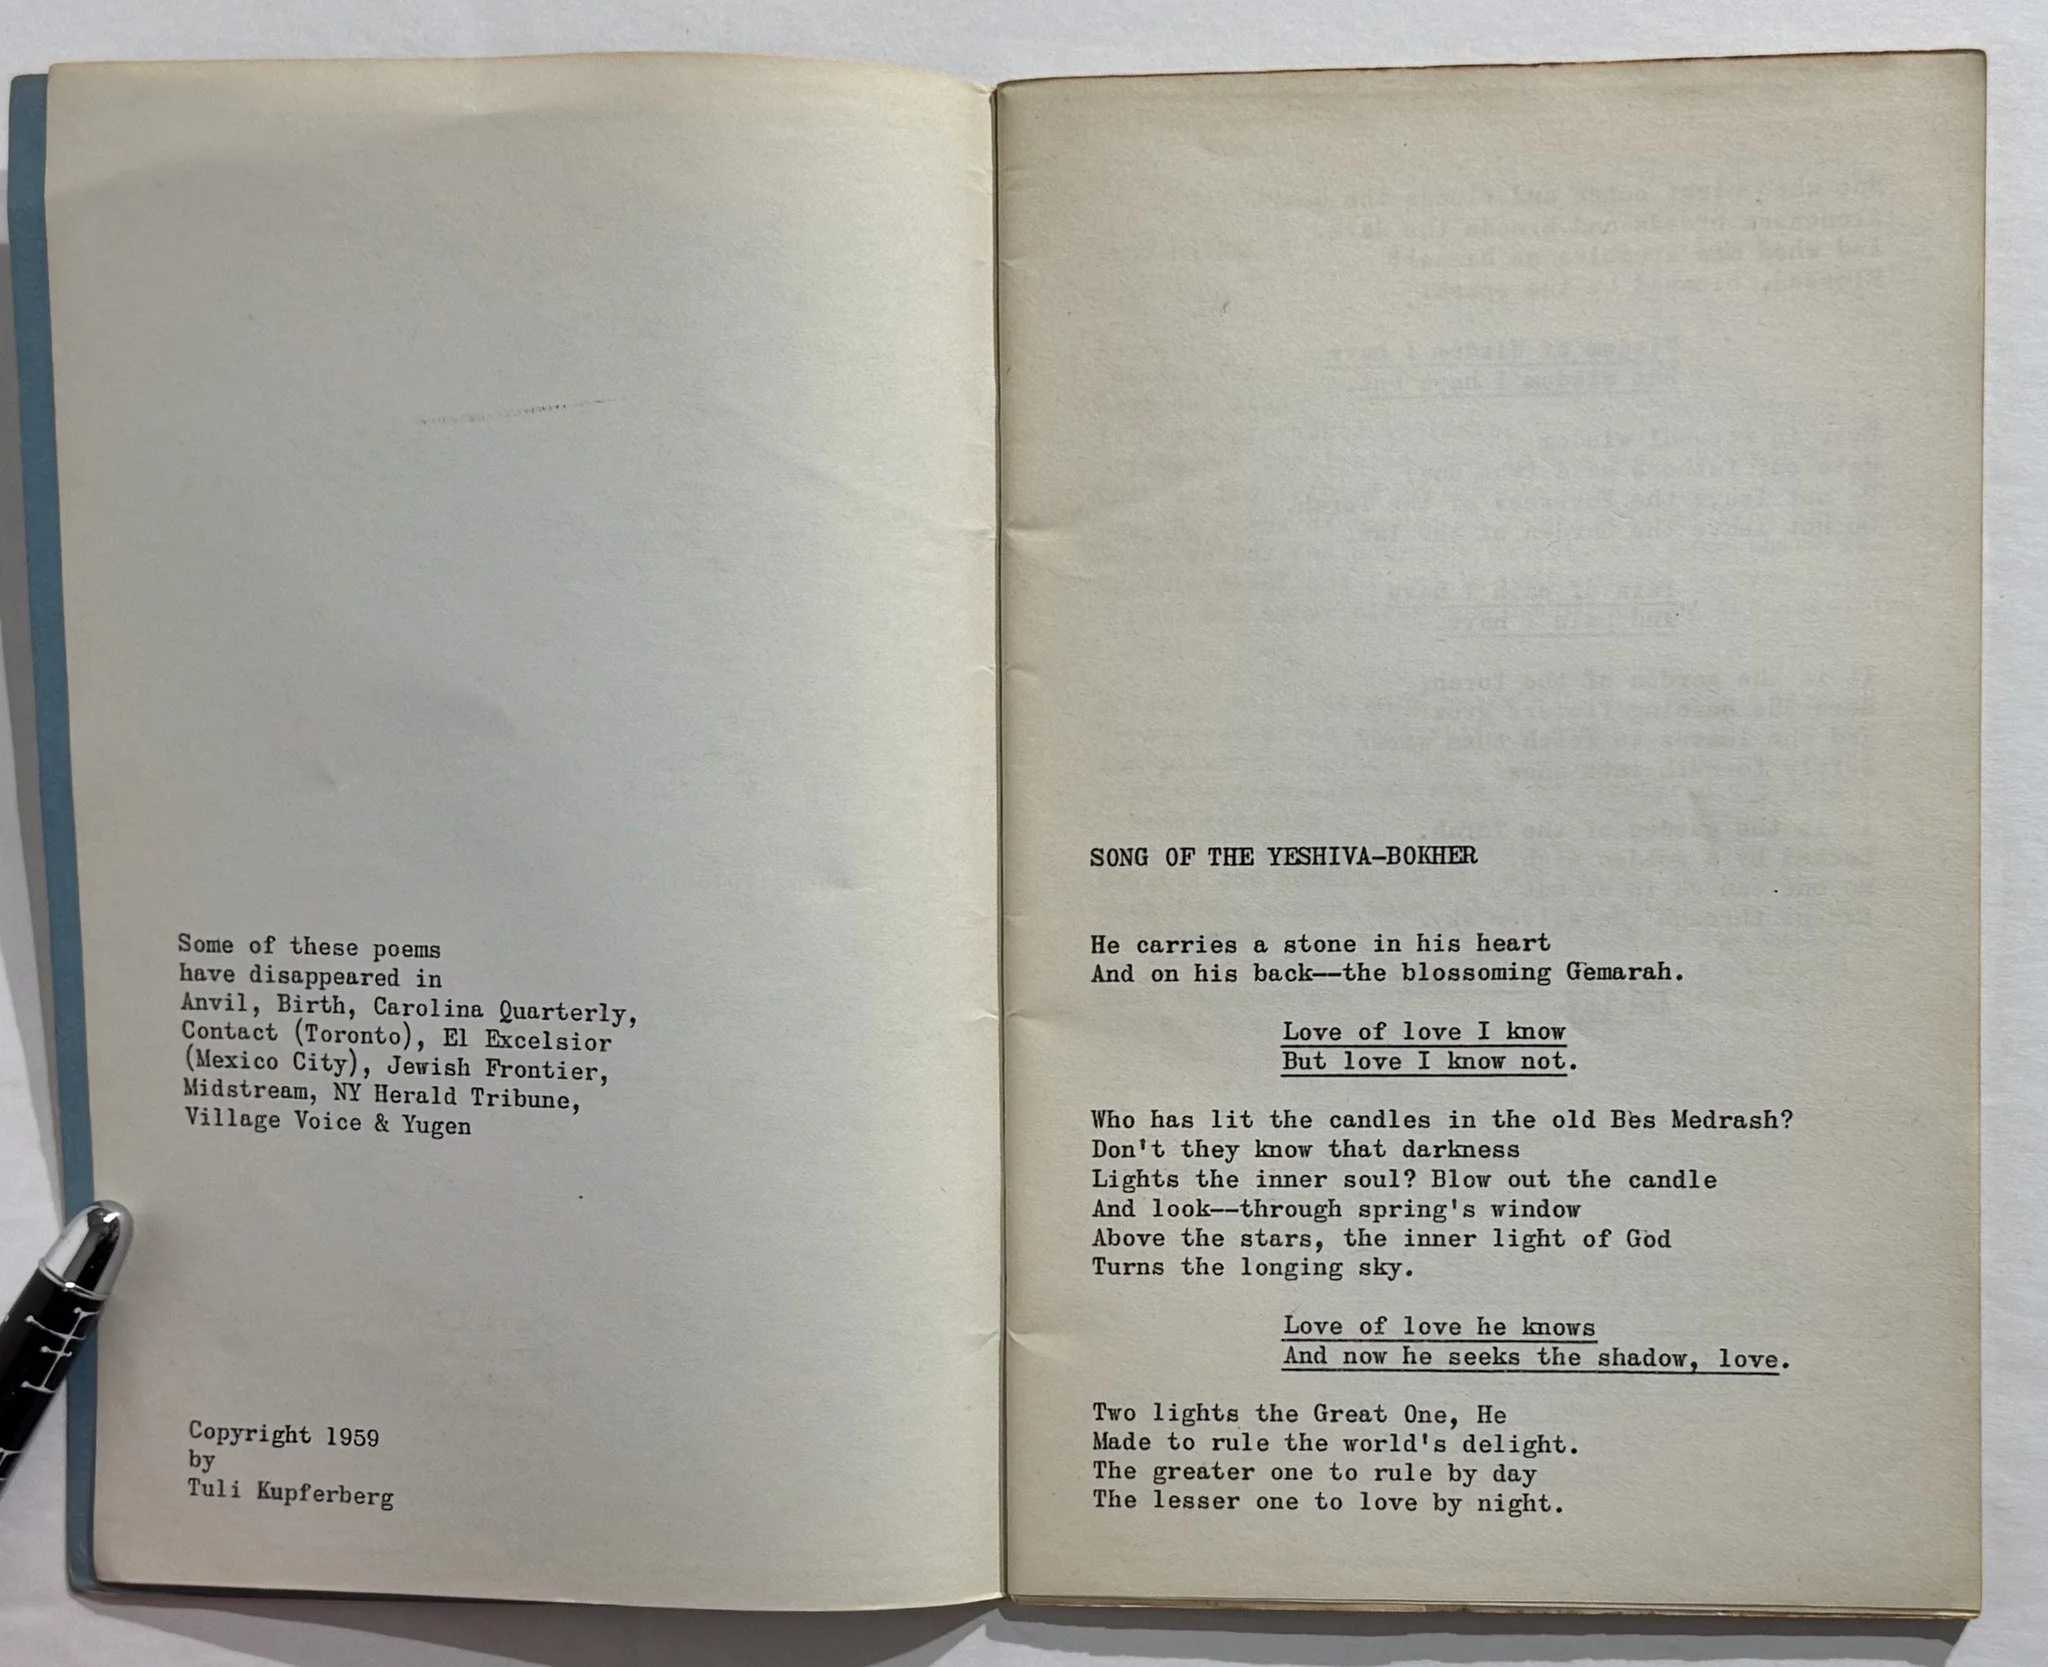 Some of these poems
have disappeared in
Anvil, Birth, Carolina Quarterly,
Contact (Toronto), El Excelsior
(Mexico City), Jewish Frontier,
Midstream, NY Herald Tribune,
Village Voice & Yugen
Copyright 1959
by
Tuli Kupferberg
SONG OF THE YESHIVA-BOKHER
He carries a stone in his heart
And on his back--the blossoming Gemarah.
Love of love I know
But love I know not.
Who has lit the candles in the old Bes Medrash?
Don't they know that darkness
Lights the inner soul? Blow out the candle
And look--through spring's window
Above the stars, the inner light of God
Turns the longing sky.
Love of love he knows
And now he seeks the shadow, love.
Two lights the Great One, He
Made to rule the world's delight.
The greater one to rule by day
The lesser one to love by night.